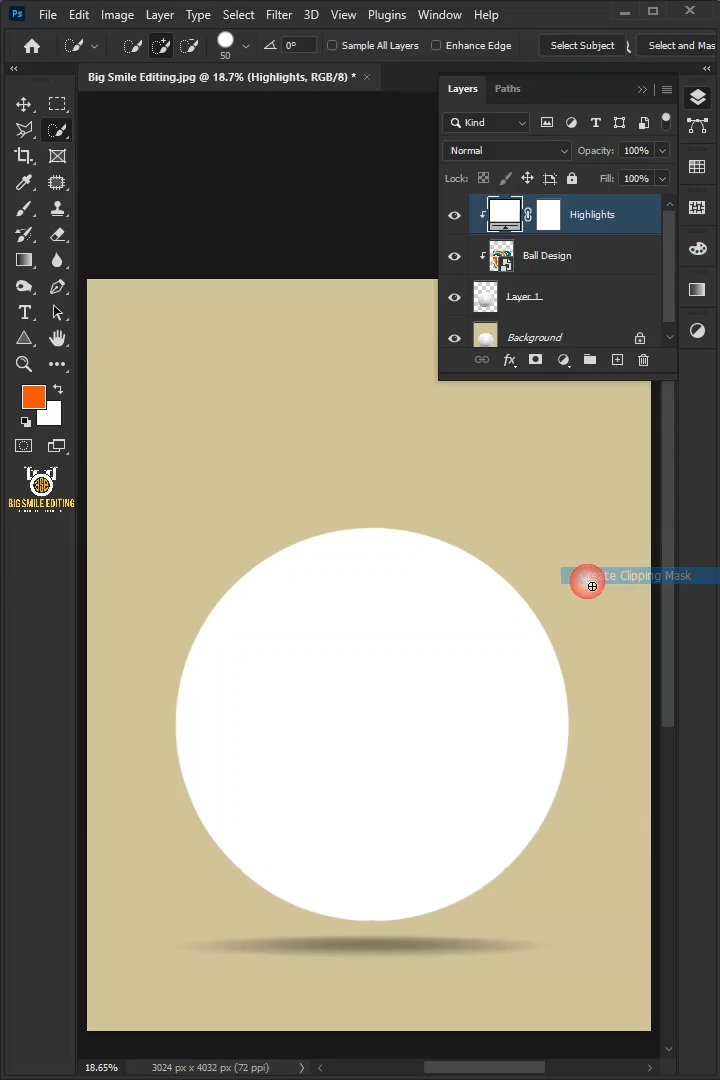 Ps File Edit Image Layer Type Select Filter 3D View Plugins Window Help
50 0° Sample All Layers Enhance Edge Select Subject Select and Mas
Big Smile Editing.jpg @ 18.7% (Highlights, RGB/8) *
Layers Paths
Kind
Normal Opacity: 100%
Lock: Fill: 100%
Highlights
Ball Design
Layer 1
Background
fx
BIG SMILE EDITING
Clipping Mask
18.65% 3024 px x 4032 px (72 ppi)